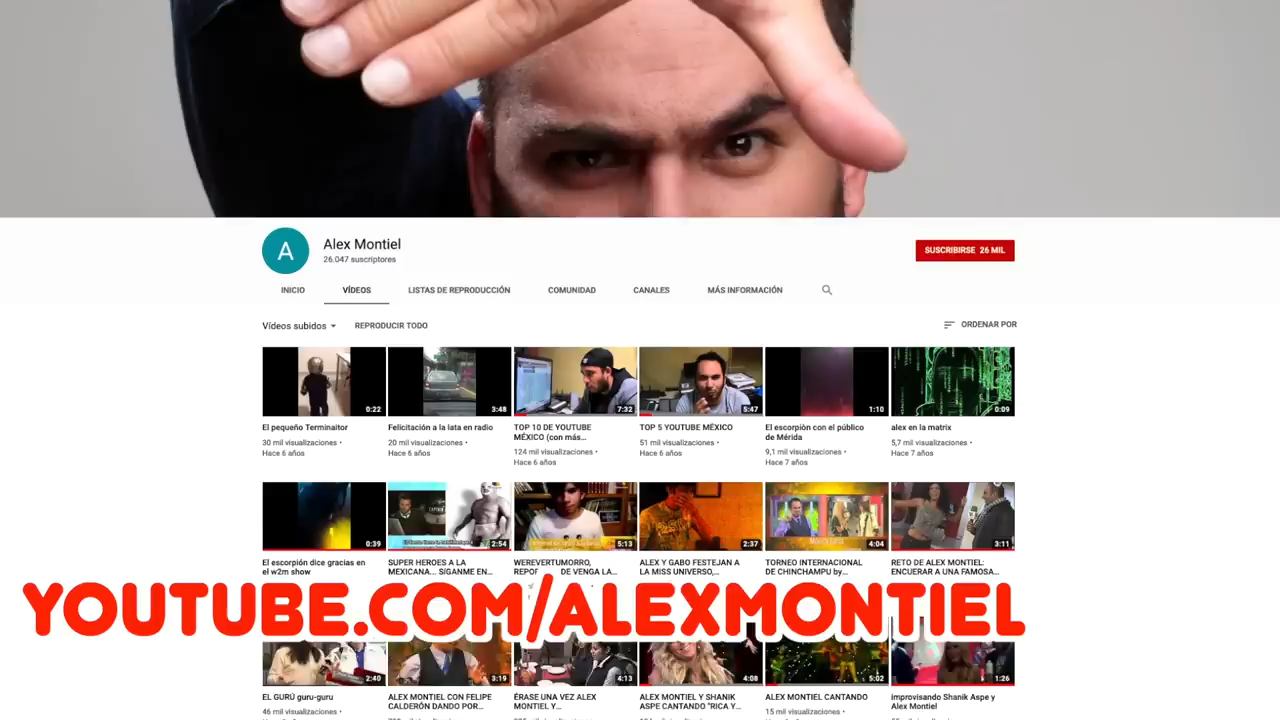 A
Alex Montiel
26.047 suscriptores
SUSCRIBIRSE 26 MIL
INICIO
VÍDEOS
LISTAS DE REPRODUCCIÓN
COMUNIDAD
CANALES
MÁS INFORMACIÓN
Vídeos subidos
REPRODUCIR TODO
ORDENAR POR
0:22
3:48
7:32
5:47
1:10
0:09
El pequeño Terminaitor
30 mil visualizaciones •
Hace 6 años
Felicitación a la lata en radio
20 mil visualizaciones •
Hace 6 años
TOP 10 DE YOUTUBE
MÉXICO (con más...
124 mil visualizaciones •
Hace 6 años
TOP 5 YOUTUBE MÉXICO
51 mil visualizaciones •
Hace 6 años
El escorpiòn con el público
de Mérida
9,1 mil visualizaciones •
Hace 7 años
alex en la matrix
5,7 mil visualizaciones •
Hace 7 años
0:39
2:54
5:13
2:37
4:04
3:11
El escorpión dice gracias en
el w2m show
SUPER HEROES A LA
MEXICANA... SÍGANME EN...
WEREVERTUMORRO,
DE VENGA LA...
ALEX Y GABO FESTEJAN A
LA MISS UNIVERSO,...
TORNEO INTERNACIONAL
DE CHINCHAMPU by...
RETO DE ALEX MONTIEL:
ENCUERAR A UNA FAMOSA...
YOUTUBE.COM/ALEXMONTIEL
2:40
3:19
4:13
4:08
5:02
1:26
EL GURÚ guru-guru
46 mil visualizaciones •
ALEX MONTIEL CON FELIPE
CALDERÓN DANDO POR...
ÉRASE UNA VEZ ALEX
MONTIEL Y...
ALEX MONTIEL Y SHANIK
ASPE CANTANDO "RICA Y...
ALEX MONTIEL CANTANDO
15 mil visualizaciones •
improvisando Shanik Aspe y
Alex Montiel